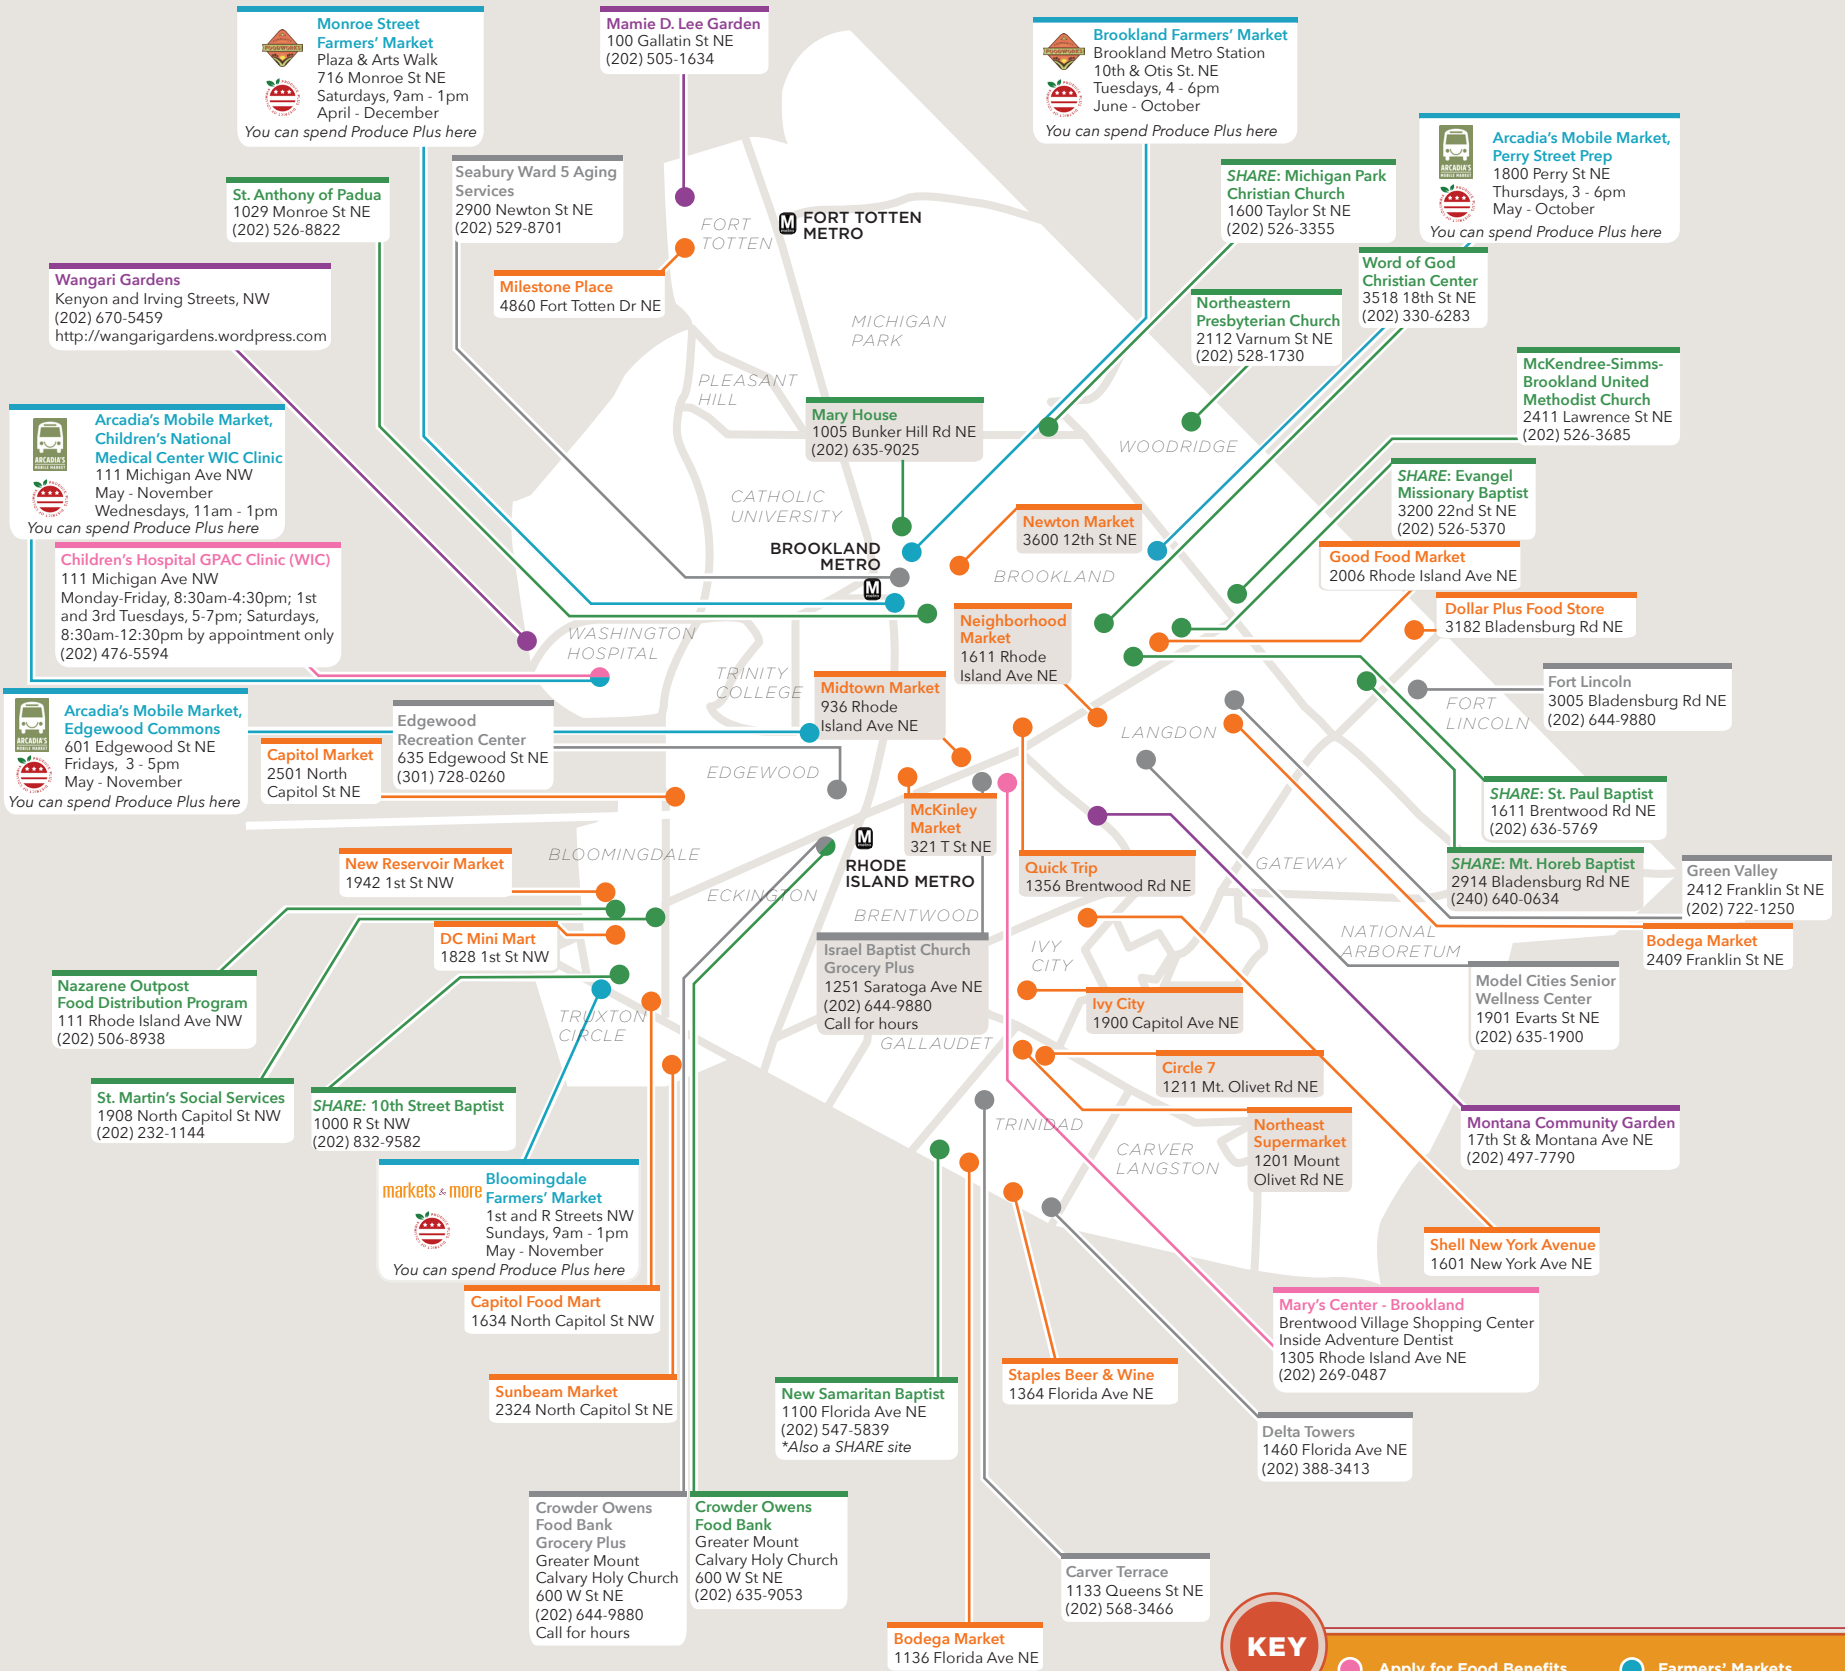 Monroe Street
Farmers' Market
Plaza & Arts Walk
716 Monroe St NE
Saturdays, 9am - 1pm
April - December
You can spend Produce Plus here
Mamie D. Lee Garden
100 Gallatin St NE
(202) 505-1634
Brookland Farmers' Market
Brookland Metro Station
10th & Otis St. NE
Tuesdays, 4 - 6pm
June - October
You can spend Produce Plus here
Arcadia's Mobile Market,
Perry Street Prep
1800 Perry St NE
Thursdays, 3 - 6pm
May - October
You can spend Produce Plus here
ARCADIA'S
MOBILE MARKET
Seabury Ward 5 Aging
Services
2900 Newton St NE
(202) 529-8701
St. Anthony of Padua
1029 Monroe St NE
(202) 526-8822
SHARE: Michigan Park
Christian Church
1600 Taylor St NE
(202) 526-3355
FORT
TOTTEN
M
FORT TOTTEN
METRO
Wangari Gardens
Kenyon and Irving Streets, NW
(202) 670-5459
http://wangarigardens.wordpress.com
Milestone Place
4860 Fort Totten Dr NE
Word of God
Christian Center
3518 18th St NE
(202) 330-6283
Northeastern
Presbyterian Church
2112 Varnum St NE
(202) 528-1730
MICHIGAN
PARK
PLEASANT
HILL
McKendree-Simms-
Brookland United
Methodist Church
2411 Lawrence St NE
(202) 526-3685
Arcadia's Mobile Market,
Children's National
Medical Center WIC Clinic
111 Michigan Ave NW
May - November
Wednesdays, 11am - 1pm
You can spend Produce Plus here
ARCADIA'S
MOBILE MARKET
Mary House
1005 Bunker Hill Rd NE
(202) 635-9025
WOODRIDGE
SHARE: Evangel
Missionary Baptist
3200 22nd St NE
(202) 526-5370
CATHOLIC
UNIVERSITY
Newton Market
3600 12th St NE
BROOKLAND
METRO
M
BROOKLAND
Children's Hospital GPAC Clinic (WIC)
111 Michigan Ave NW
Monday-Friday, 8:30am-4:30pm; 1st
and 3rd Tuesdays, 5-7pm; Saturdays,
8:30am-12:30pm by appointment only
(202) 476-5594
Good Food Market
2006 Rhode Island Ave NE
Dollar Plus Food Store
3182 Bladensburg Rd NE
WASHINGTON
HOSPITAL
Neighborhood
Market
1611 Rhode
Island Ave NE
TRINITY
COLLEGE
Midtown Market
936 Rhode
Island Ave NE
Fort Lincoln
3005 Bladensburg Rd NE
(202) 644-9880
FORT
LINCOLN
LANGDON
Arcadia's Mobile Market,
Edgewood Commons
601 Edgewood St NE
Fridays, 3 - 5pm
May - November
You can spend Produce Plus here
ARCADIA'S
MOBILE MARKET
Capitol Market
2501 North
Capitol St NE
Edgewood
Recreation Center
635 Edgewood St NE
(301) 728-0260
EDGEWOOD
McKinley
Market
321 T St NE
SHARE: St. Paul Baptist
1611 Brentwood Rd NE
(202) 636-5769
BLOOMINGDALE
M
RHODE
ISLAND METRO
New Reservoir Market
1942 1st St NW
Quick Trip
1356 Brentwood Rd NE
GATEWAY
SHARE: Mt. Horeb Baptist
2914 Bladensburg Rd NE
(240) 640-0634
Green Valley
2412 Franklin St NE
(202) 722-1250
ECKINGTON
BRENTWOOD
DC Mini Mart
1828 1st St NW
Israel Baptist Church
Grocery Plus
1251 Saratoga Ave NE
(202) 644-9880
Call for hours
IVY
CITY
NATIONAL
ARBORETUM
Bodega Market
2409 Franklin St NE
Nazarene Outpost
Food Distribution Program
111 Rhode Island Ave NW
(202) 506-8938
Model Cities Senior
Wellness Center
1901 Evarts St NE
(202) 635-1900
Ivy City
1900 Capitol Ave NE
TRUXTON
CIRCLE
GALLAUDET
Circle 7
1211 Mt. Olivet Rd NE
St. Martin's Social Services
1908 North Capitol St NW
(202) 232-1144
SHARE: 10th Street Baptist
1000 R St NW
(202) 832-9582
TRINIDAD
CARVER
LANGSTON
Northeast
Supermarket
1201 Mount
Olivet Rd NE
Montana Community Garden
17th St & Montana Ave NE
(202) 497-7790
markets & more
Bloomingdale
Farmers' Market
1st and R Streets NW
Sundays, 9am - 1pm
May - November
You can spend Produce Plus here
Shell New York Avenue
1601 New York Ave NE
Capitol Food Mart
1634 North Capitol St NW
Mary's Center - Brookland
Brentwood Village Shopping Center
Inside Adventure Dentist
1305 Rhode Island Ave NE
(202) 269-0487
Sunbeam Market
2324 North Capitol St NE
New Samaritan Baptist
1100 Florida Ave NE
(202) 547-5839
*Also a SHARE site
Staples Beer & Wine
1364 Florida Ave NE
Delta Towers
1460 Florida Ave NE
(202) 388-3413
Crowder Owens
Food Bank
Grocery Plus
Greater Mount
Calvary Holy Church
600 W St NE
(202) 644-9880
Call for hours
Crowder Owens
Food Bank
Greater Mount
Calvary Holy Church
600 W St NE
(202) 635-9053
Carver Terrace
1133 Queens St NE
(202) 568-3466
Bodega Market
1136 Florida Ave NE
KEY
Apply for Food Benefits
Farmers' Markets